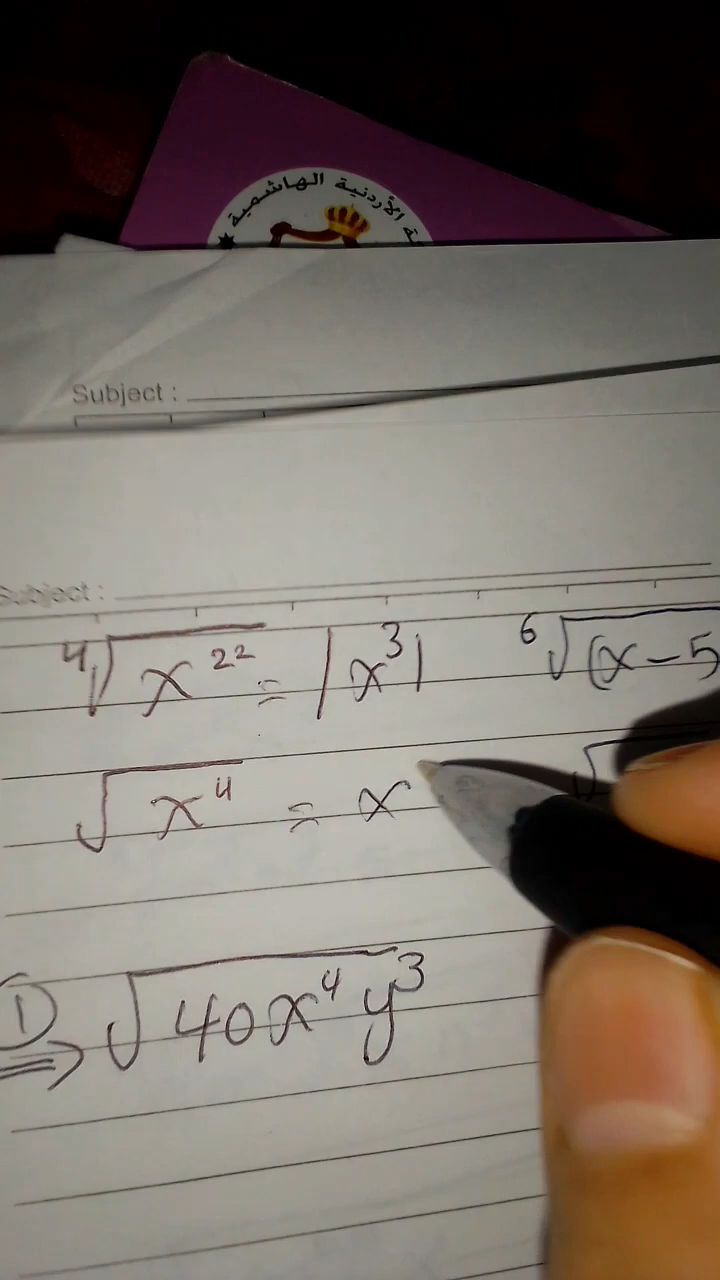 ة الأردنية الهاشمية
Subject :
Subject :
⁴√x²² = |x³| ⁶√(x-5
√x⁴ = x
① ⇒ √40x⁴y³